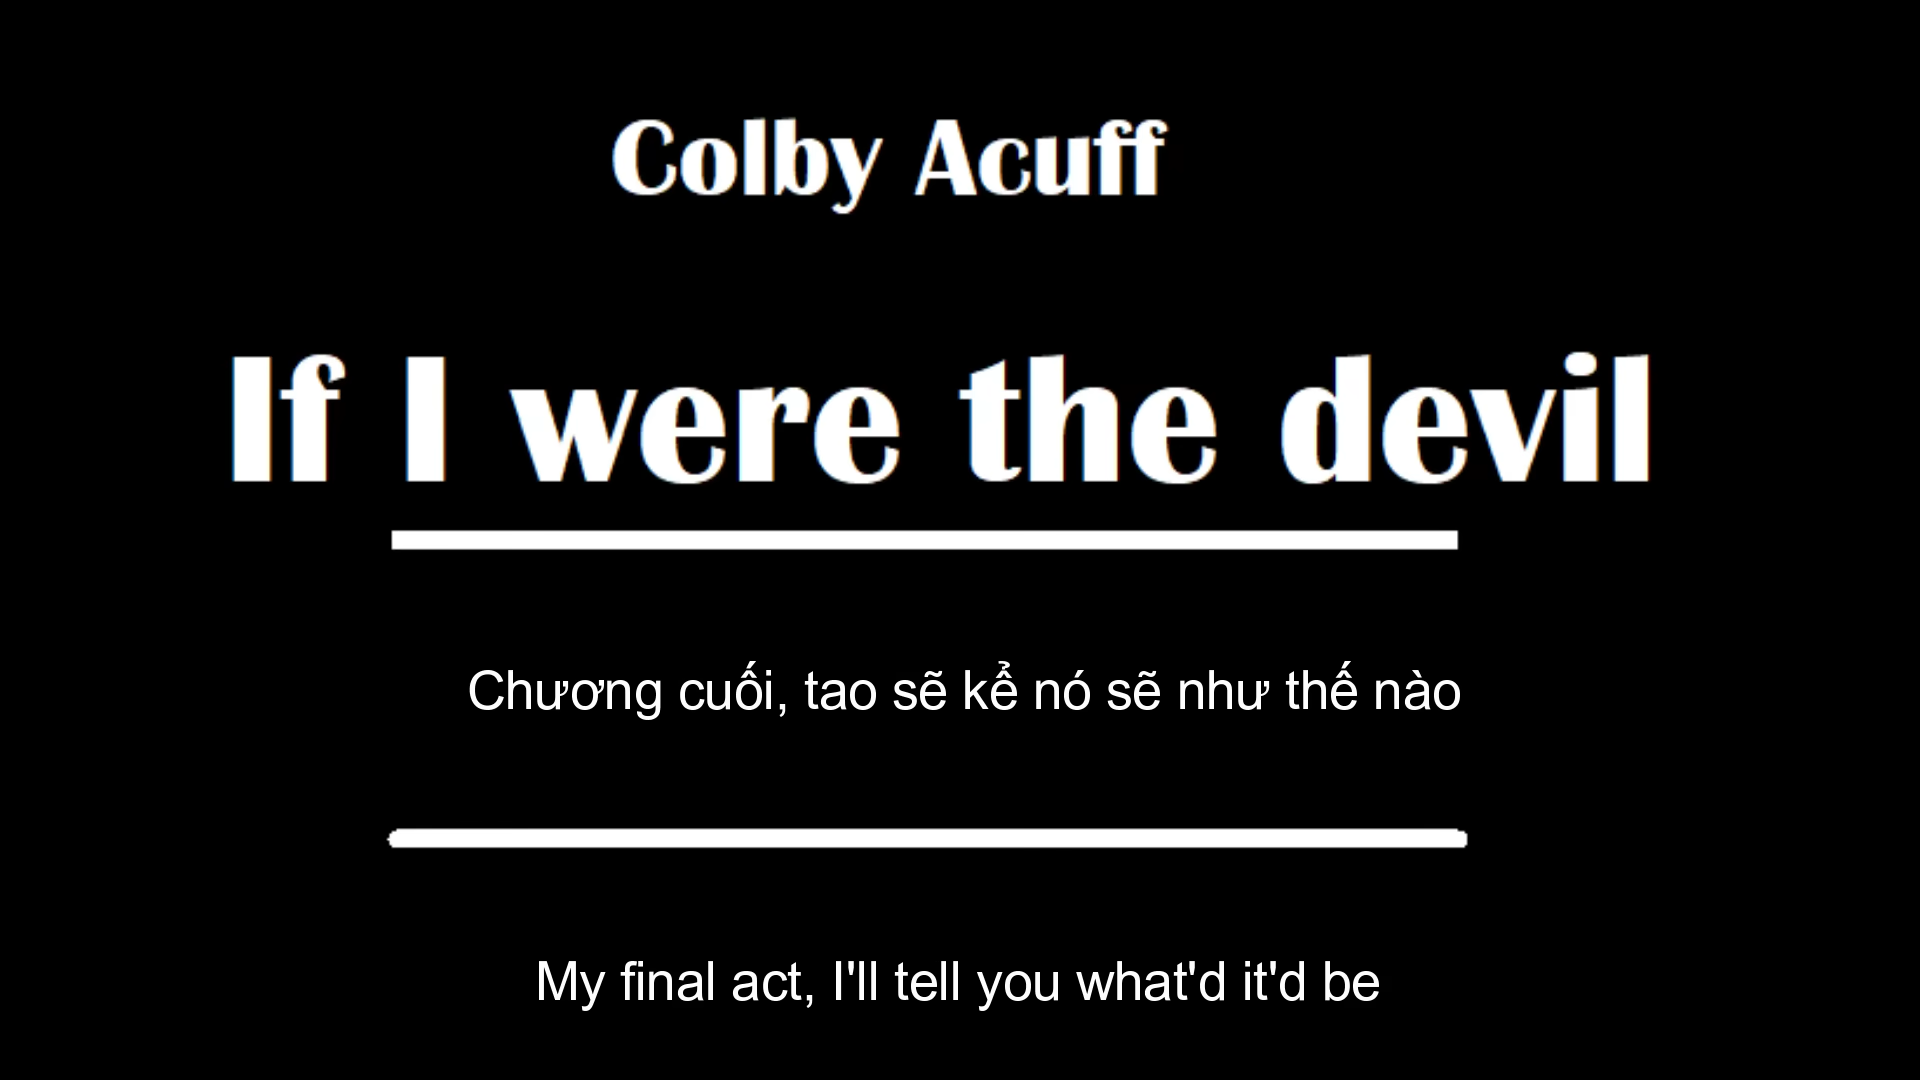 Colby Acuff
If I were the devil
Chương cuối, tao sẽ kể nó sẽ như thế nào
My final act, I'll tell you what'd it'd be